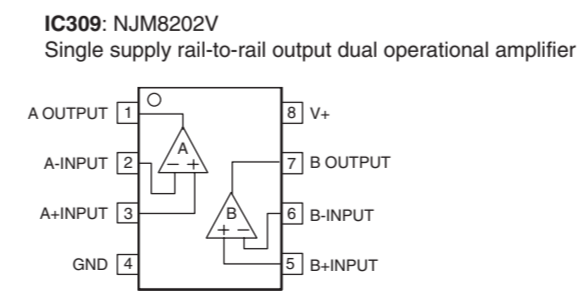 IC309: NJM8202V
Single supply rail-to-rail output dual operational amplifier
A OUTPUT 1
8 V+
A
− +
A-INPUT 2
7 B OUTPUT
A+INPUT 3
B
+ −
6 B-INPUT
GND 4
5 B+INPUT